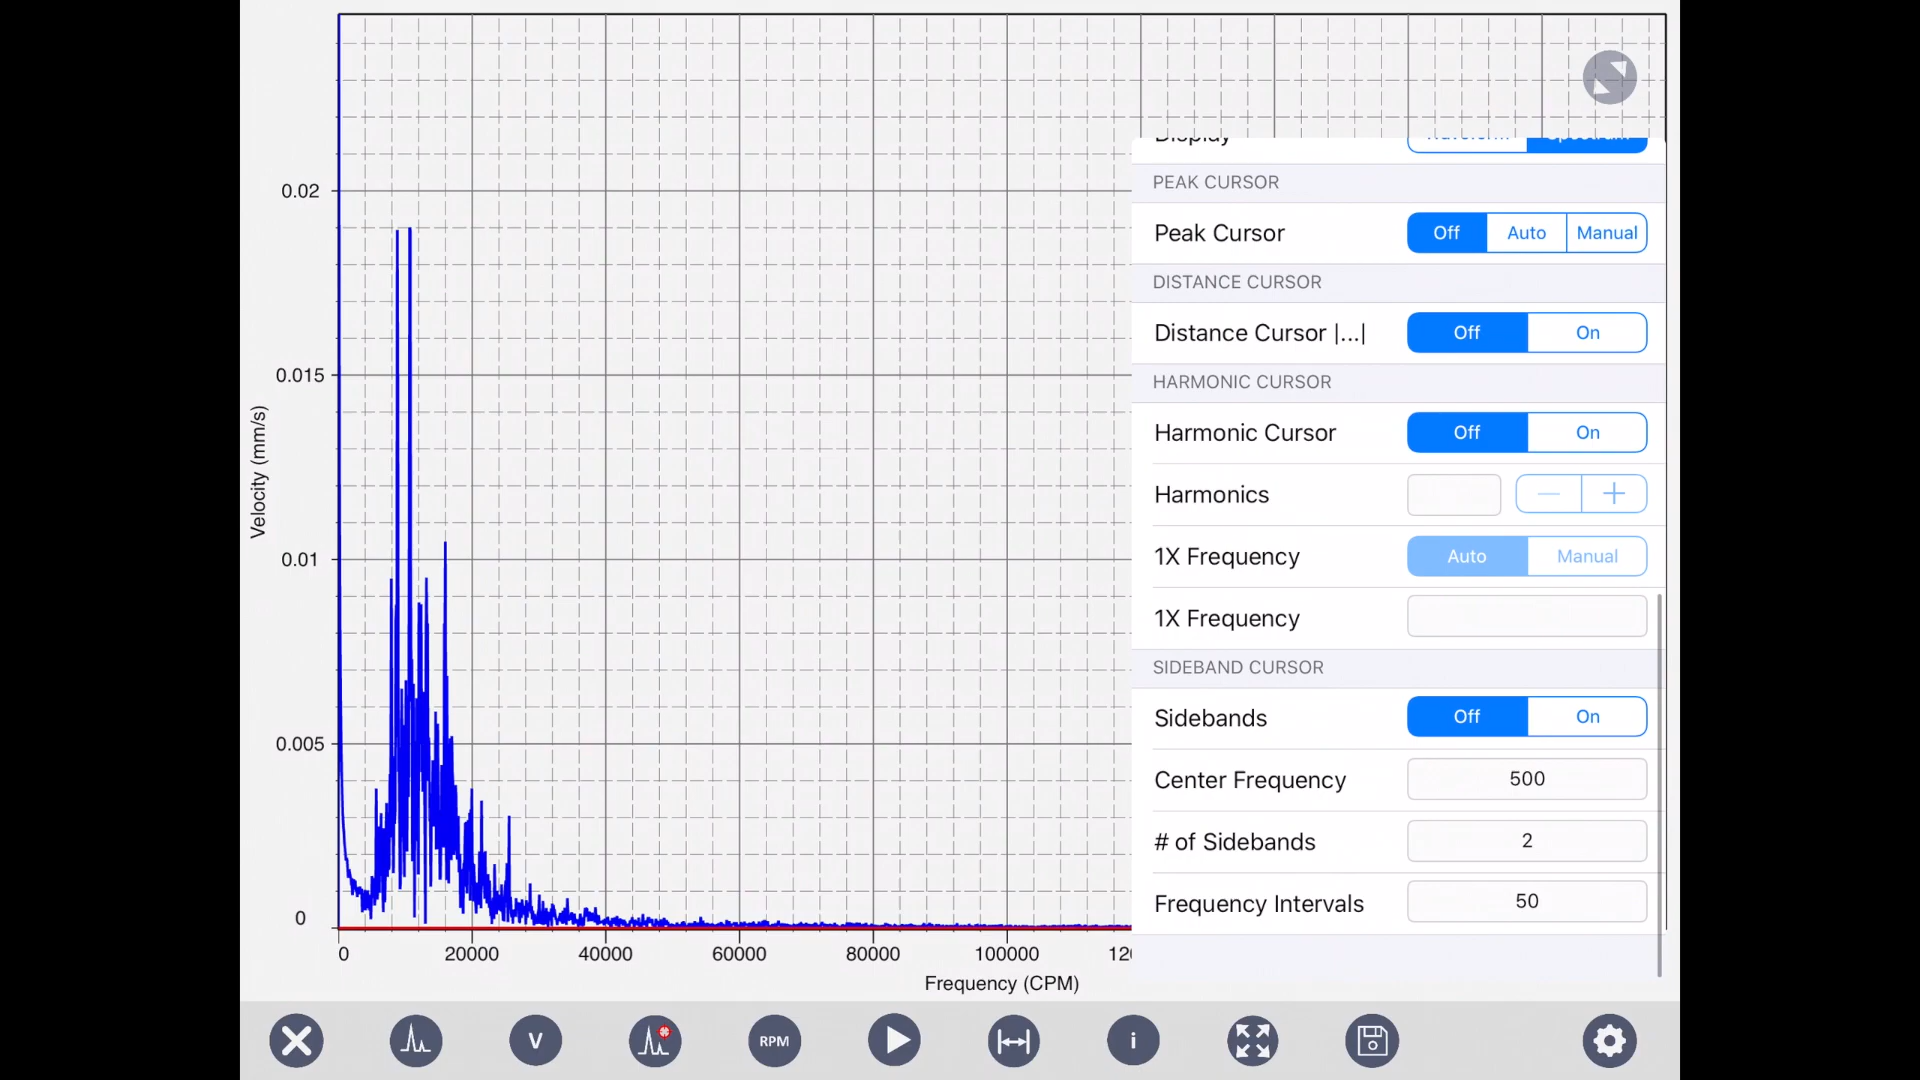 Display
PEAK CURSOR
Peak Cursor Off Auto Manual
DISTANCE CURSOR
Distance Cursor |...| Off On
HARMONIC CURSOR
Harmonic Cursor Off On
Harmonics
1X Frequency Auto Manual
1X Frequency
SIDEBAND CURSOR
Sidebands Off On
Center Frequency 500
# of Sidebands 2
Frequency Intervals 50
0.02
0.015
0.01
0.005
0
Velocity (mm/s)
0 20000 40000 60000 80000 100000
Frequency (CPM)
V RPM i